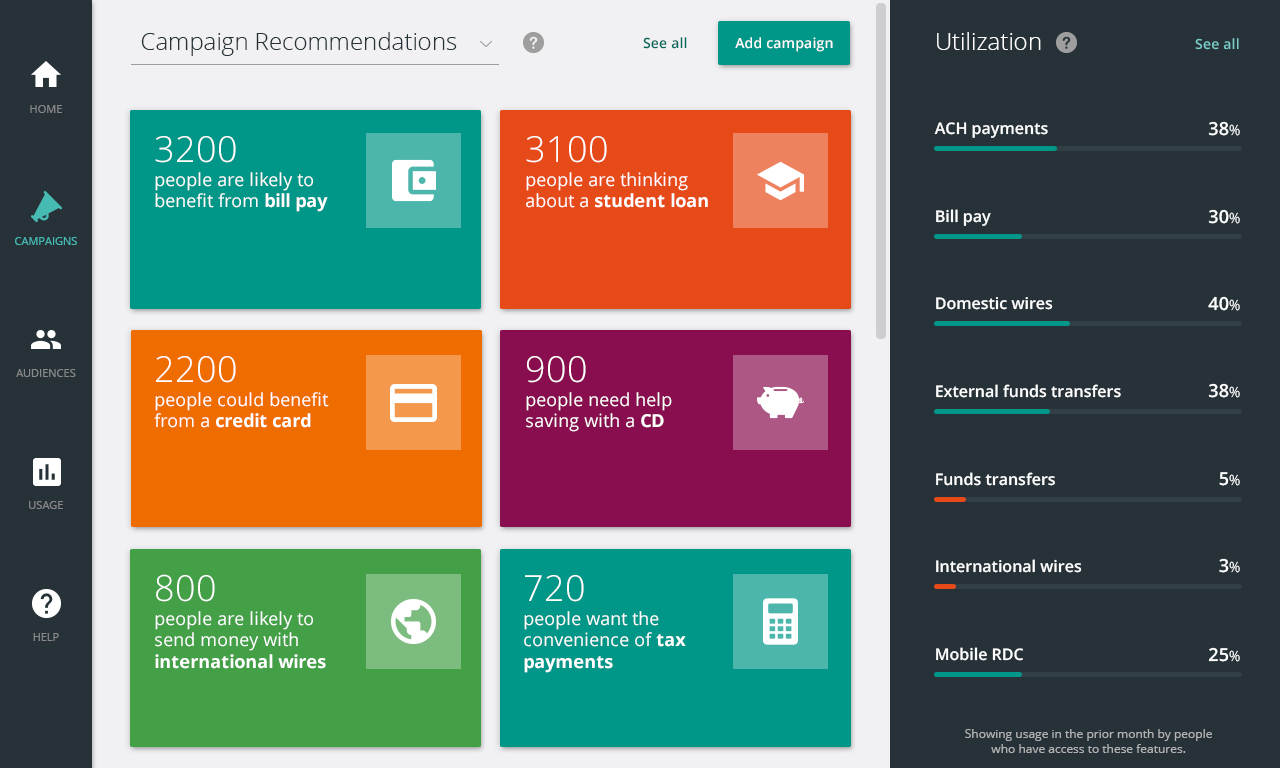 HOME
CAMPAIGNS
AUDIENCES
USAGE
HELP
Campaign Recommendations
?
See all
Add campaign
3200
people are likely to
benefit from bill pay
3100
people are thinking
about a student loan
2200
people could benefit
from a credit card
900
people need help
saving with a CD
800
people are likely to
send money with
international wires
720
people want the
convenience of tax
payments
Utilization
?
See all
ACH payments 38%
Bill pay 30%
Domestic wires 40%
External funds transfers 38%
Funds transfers 5%
International wires 3%
Mobile RDC 25%
Showing usage in the prior month by people
who have access to these features.